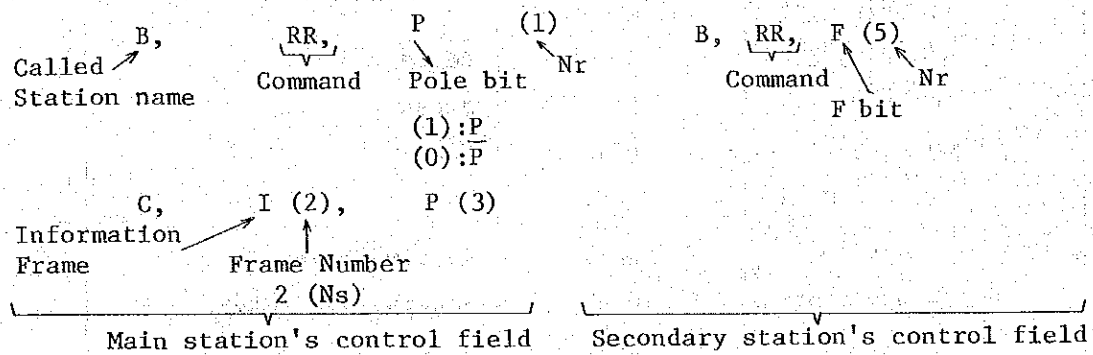 B, RR, P (1) B, RR, F (5)
Called Nr
Station name Command Pole bit Command Nr
F bit
(1):P
(0):P̅
C, I (2), P (3)
Information
Frame Frame Number
2 (Ns)
Main station's control field Secondary station's control field